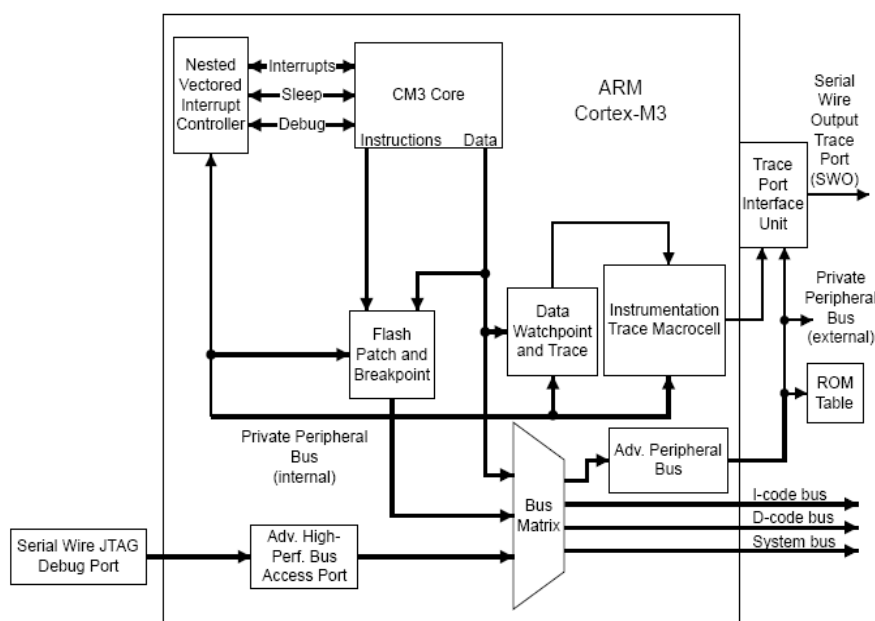 Nested
Vectored
Interrupt
Controller
Interrupts
Sleep
Debug
CM3 Core
Instructions Data
ARM
Cortex-M3
Serial
Wire
Output
Trace
Port
(SWO)
Trace
Port
Interface
Unit
Private
Peripheral
Bus
(external)
Flash
Patch and
Breakpoint
Data
Watchpoint
and Trace
Instrumentation
Trace Macrocell
ROM
Table
Private Peripheral
Bus
(internal)
Bus
Matrix
Adv. Peripheral
Bus
I-code bus
D-code bus
System bus
Serial Wire JTAG
Debug Port
Adv. High-
Perf. Bus
Access Port